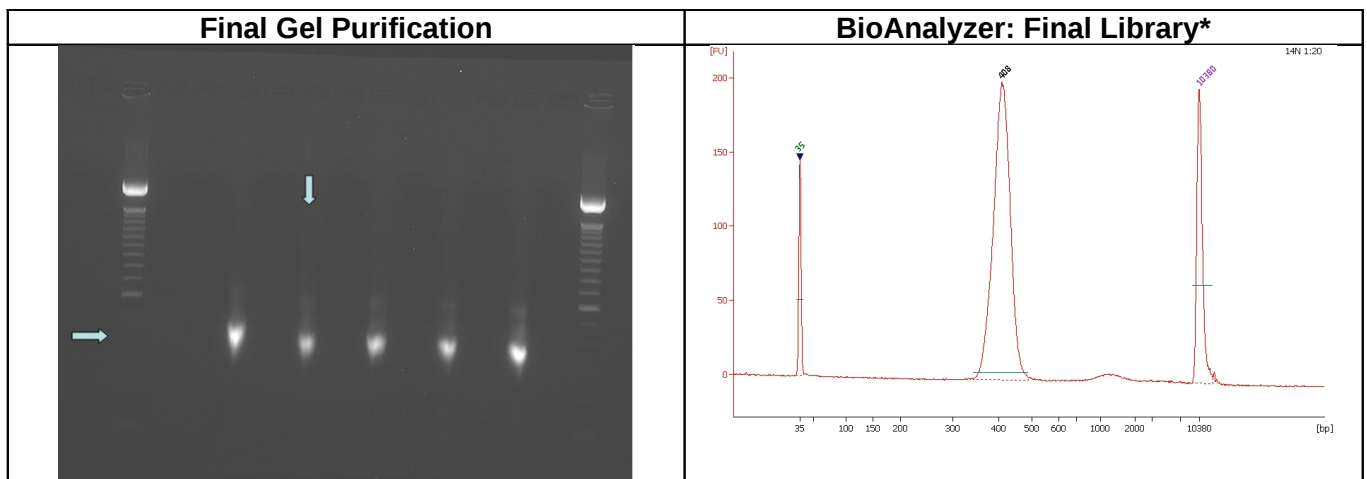 Final Gel Purification
BioAnalyzer: Final Library*
[FU]
14N 1:20
200
150
100
50
0
35
408
10380
35 100 150 200 300 400 500 600 1000 2000 10380 [bp]